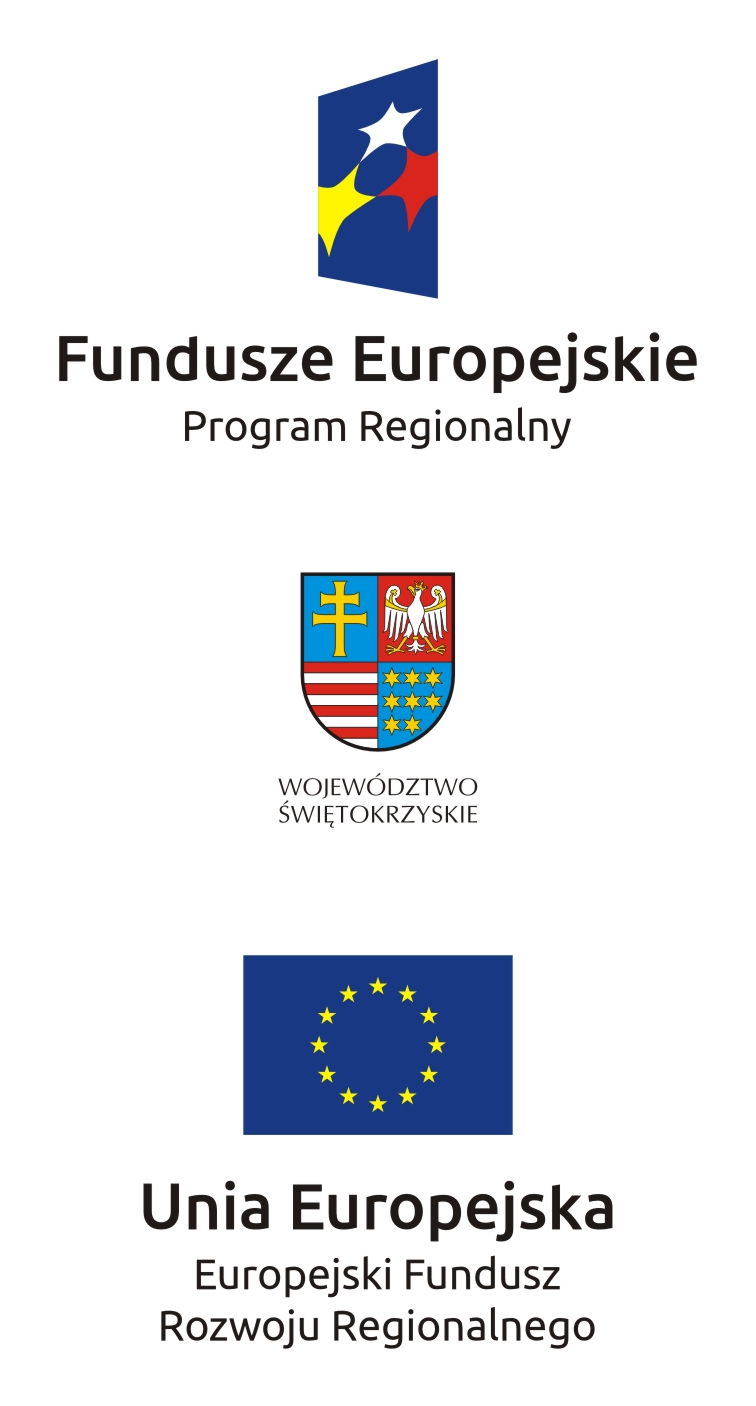 Fundusze Europejskie
Program Regionalny
WOJEWÓDZTWO
ŚWIĘTOKRZYSKIE
Unia Europejska
Europejski Fundusz
Rozwoju Regionalnego